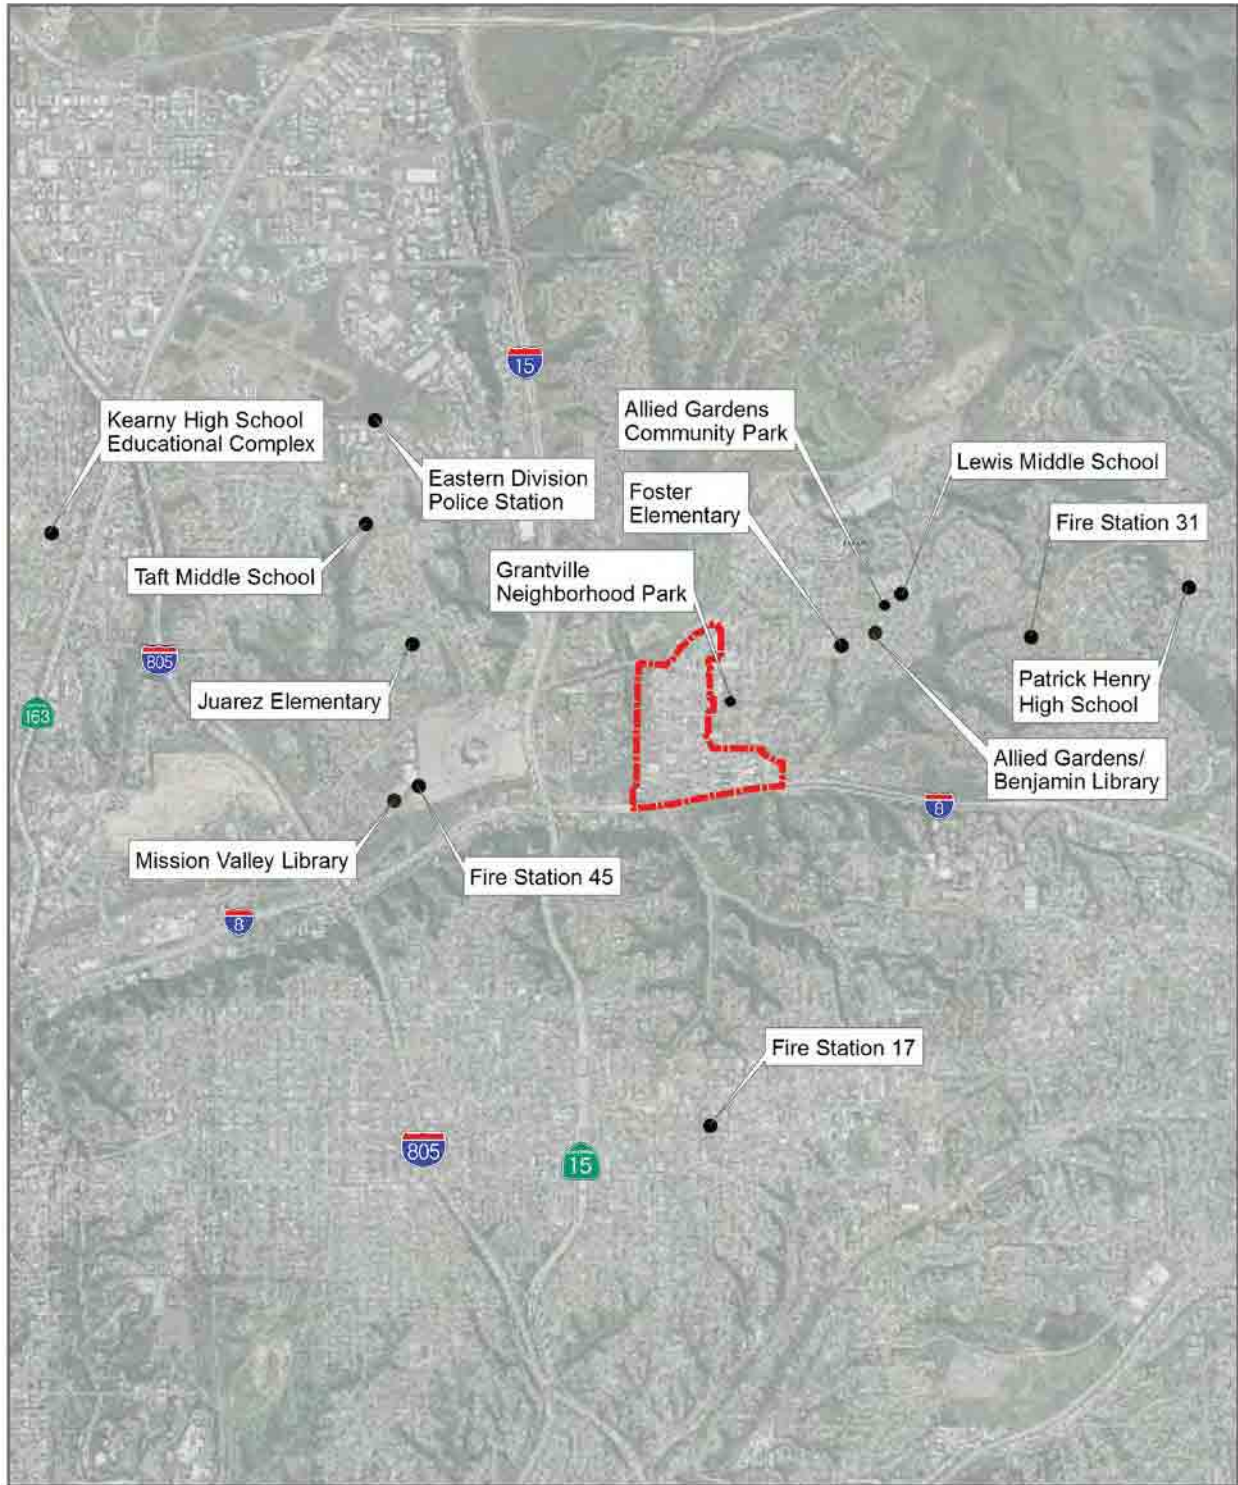 15
Kearny High School
Educational Complex
Eastern Division
Police Station
Allied Gardens
Community Park
Lewis Middle School
Foster
Elementary
Fire Station 31
Taft Middle School
Grantville
Neighborhood Park
805
Juarez Elementary
163
Patrick Henry
High School
Allied Gardens/
Benjamin Library
8
Mission Valley Library
Fire Station 45
8
Fire Station 17
805
15